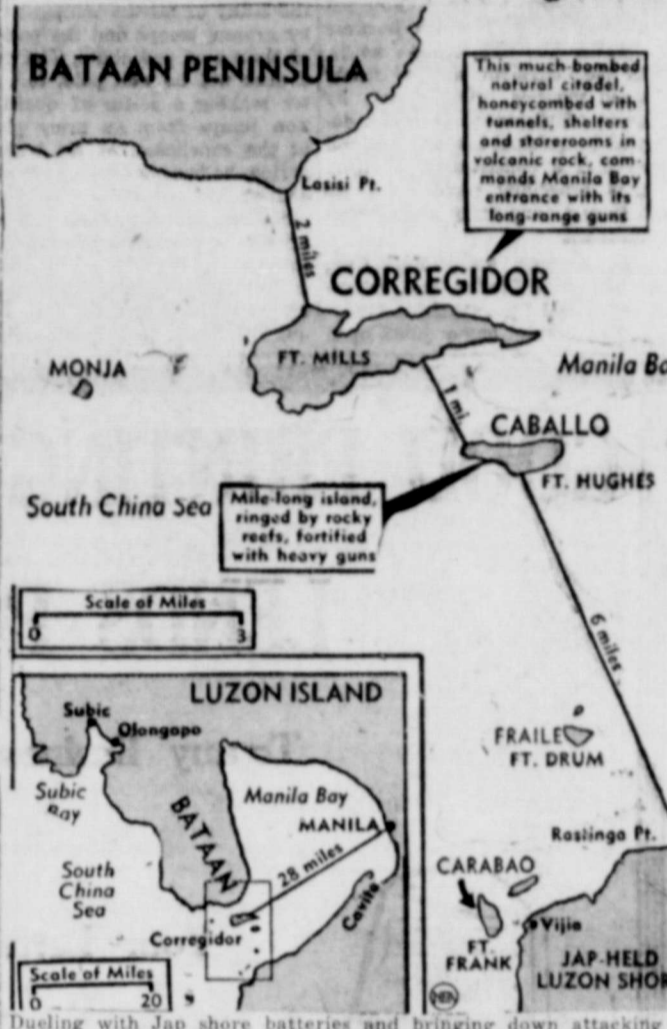 BATAAN PENINSULA
This much-bombed
natural citadel,
honeycombed with
tunnels, shelters
and storerooms in
volcanic rock, com-
mands Manila Bay
entrance with its
long-range guns
Lasisi Pt.
2 miles
CORREGIDOR
FT. MILLS
MONJA
Manila Ba
1 mi.
CABALLO
FT. HUGHES
South China Sea
Mile-long island,
ringed by rocky
reefs, fortified
with heavy guns
Scale of Miles
0 3
6 miles
LUZON ISLAND
Subic
Olongapo
Subic
Bay
BATAAN
Manila Bay
MANILA
28 miles
South
China
Sea
Cavite
Corregidor
Scale of Miles
0 20
FRAILE
FT. DRUM
Rastinga Pt.
CARABAO
Vijia
FT.
FRANK
JAP-HELD
LUZON SHOR
NEA
Dueling with Jap shore batteries and bringing down attacking